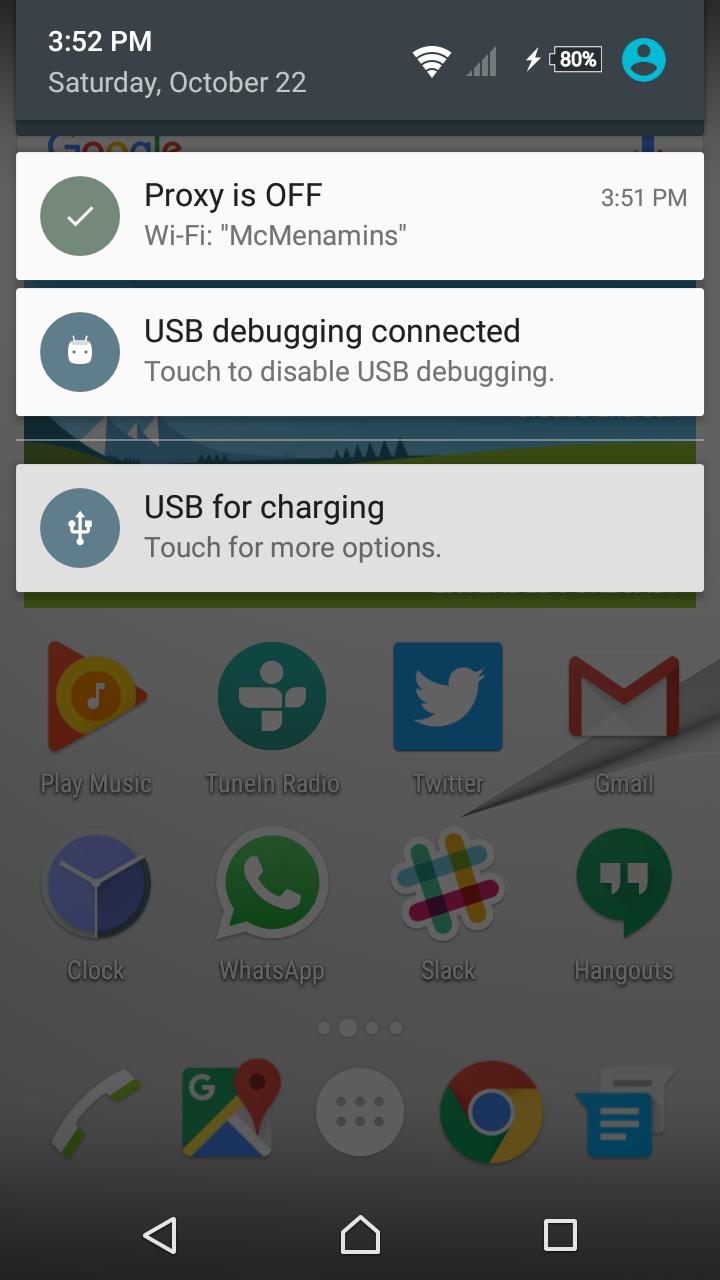 3:52 PM
80%
Saturday, October 22
Google
Proxy is OFF
3:51 PM
Wi-Fi: "McMenamins"
USB debugging connected
Touch to disable USB debugging.
USB for charging
Touch for more options.
Play Music
TuneIn Radio
Twitter
Gmail
Clock
WhatsApp
Slack
Hangouts
G